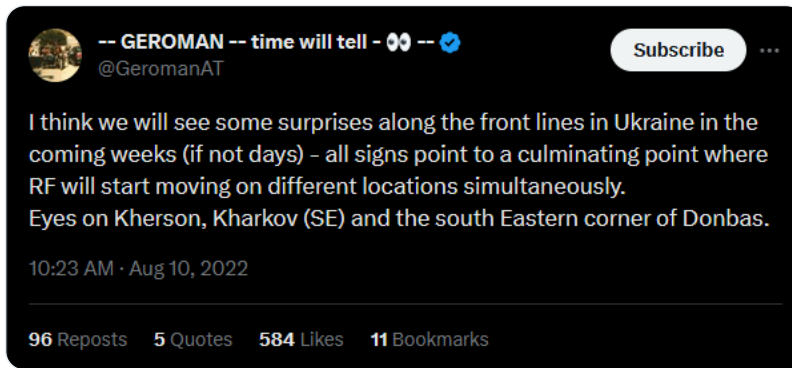 -- GEROMAN -- time will tell - 👀 --
@GeromanAT
Subscribe
I think we will see some surprises along the front lines in Ukraine in the
coming weeks (if not days) - all signs point to a culminating point where
RF will start moving on different locations simultaneously.
Eyes on Kherson, Kharkov (SE) and the south Eastern corner of Donbas.
10:23 AM · Aug 10, 2022
96 Reposts 5 Quotes 584 Likes 11 Bookmarks